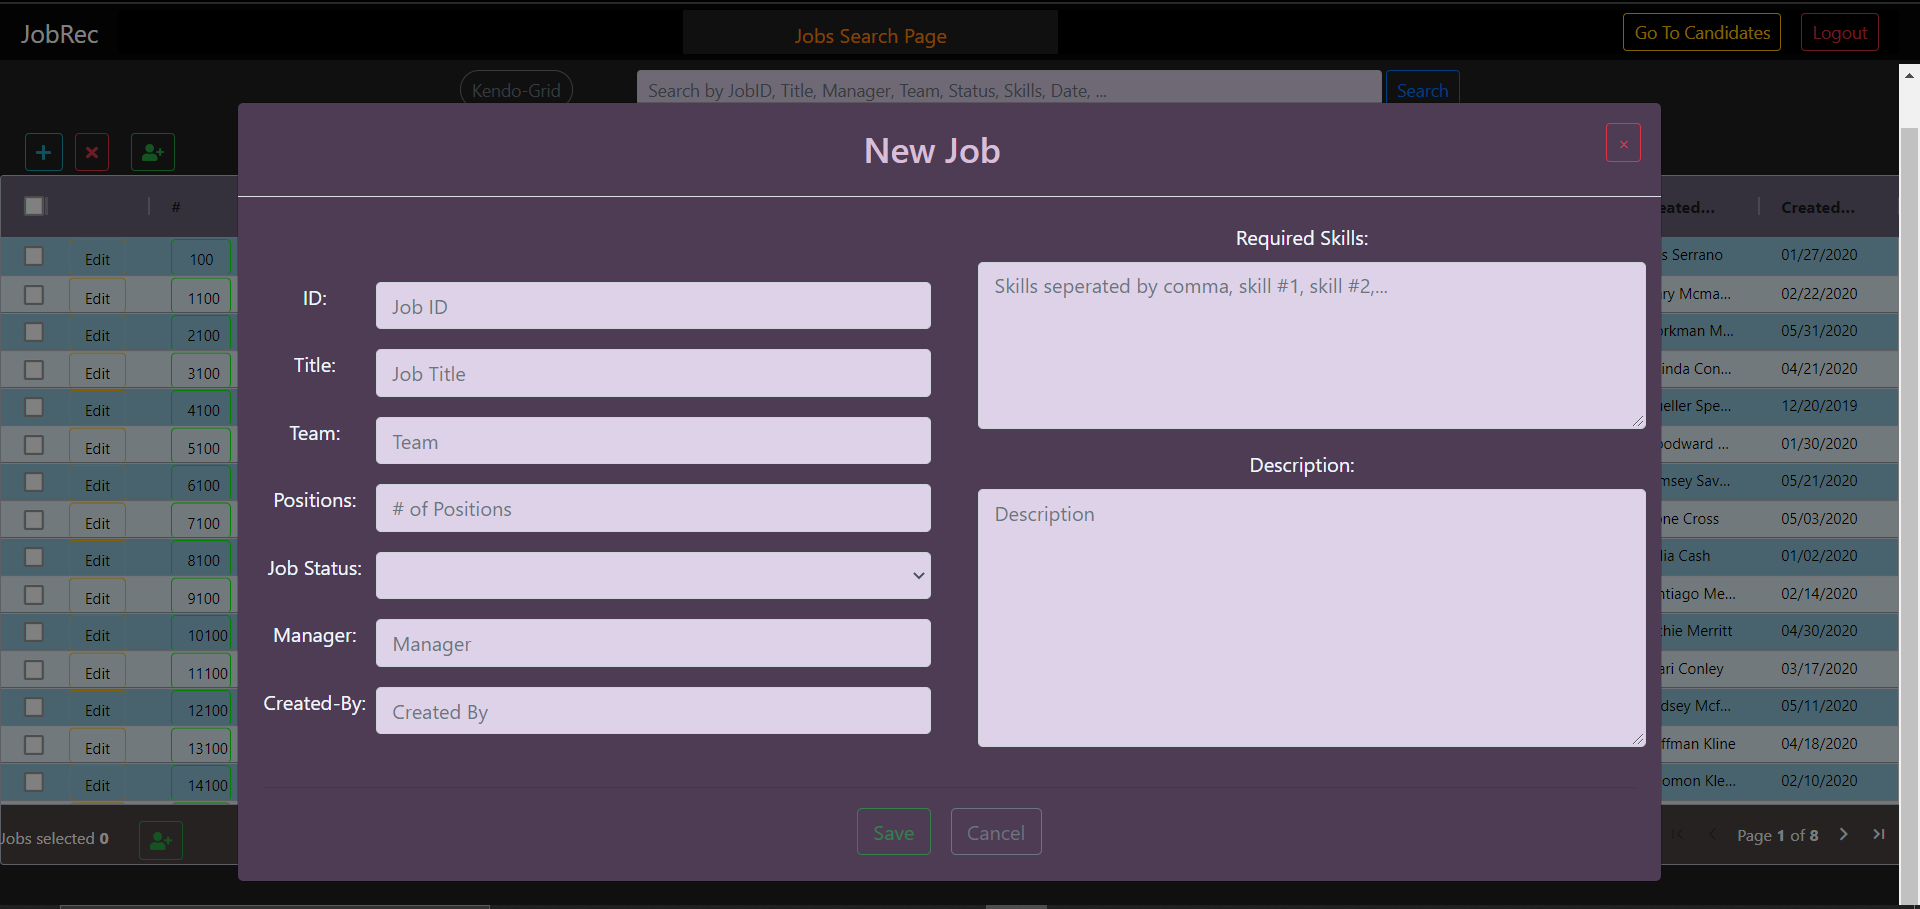 JobRec
Jobs Search Page
Go To Candidates
Logout
Kendo-Grid
Search by JobID, Title, Manager, Team, Status, Skills, Date, ...
Search
New Job
×
#
eated...
Created...
Required Skills:
Skills seperated by comma, skill #1, skill #2,...
ID:
Job ID
Title:
Job Title
Team:
Team
Positions:
# of Positions
Job Status:
Manager:
Manager
Created-By:
Created By
Description:
Description
Save
Cancel
Edit 100 s Serrano 01/27/2020
Edit 1100 ry Mcma... 02/22/2020
Edit 2100 rkman M... 05/31/2020
Edit 3100 inda Con... 04/21/2020
Edit 4100 eller Spe... 12/20/2019
Edit 5100 odward ... 01/30/2020
Edit 6100 msey Sav... 05/21/2020
Edit 7100 ne Cross 05/03/2020
Edit 8100 lia Cash 01/02/2020
Edit 9100 ntiago Me... 02/14/2020
Edit 10100 hie Merritt 04/30/2020
Edit 11100 ari Conley 03/17/2020
Edit 12100 dsey Mcf... 05/11/2020
Edit 13100 ffman Kline 04/18/2020
Edit 14100 omon Kle... 02/10/2020
Jobs selected 0
Page 1 of 8